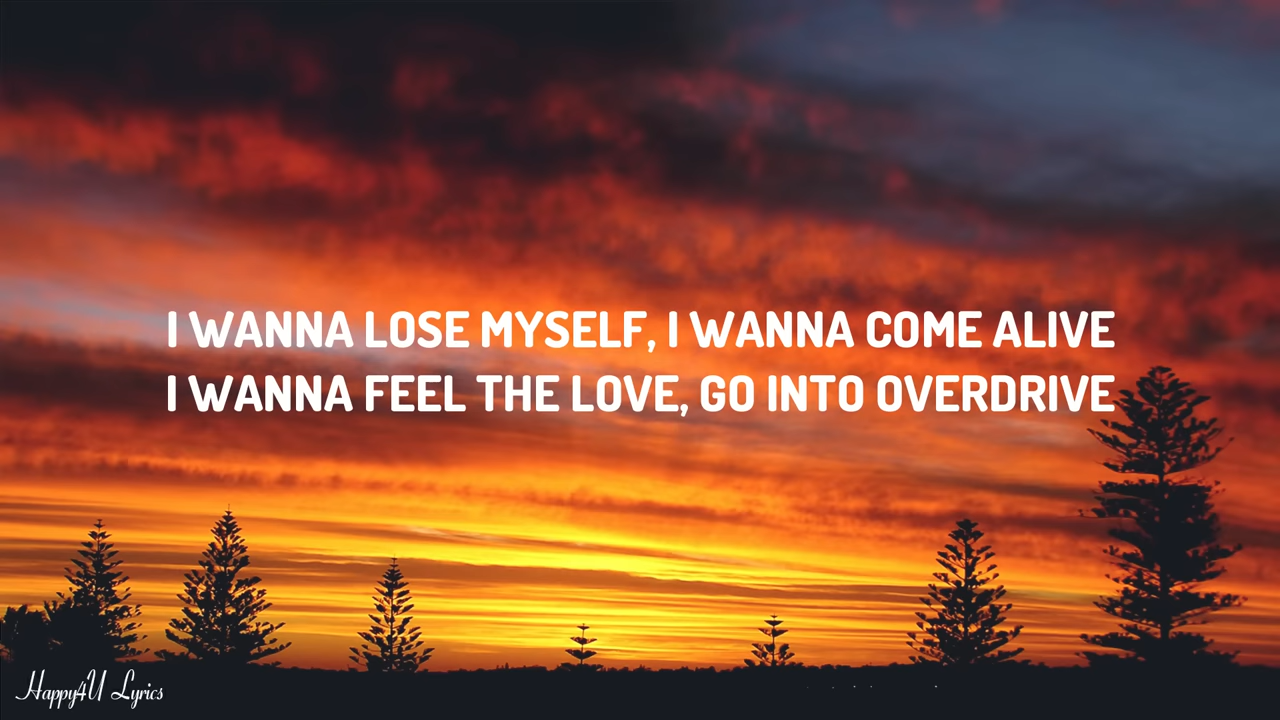 I WANNA LOSE MYSELF, I WANNA COME ALIVE
I WANNA FEEL THE LOVE, GO INTO OVERDRIVE
Happy4U Lyrics